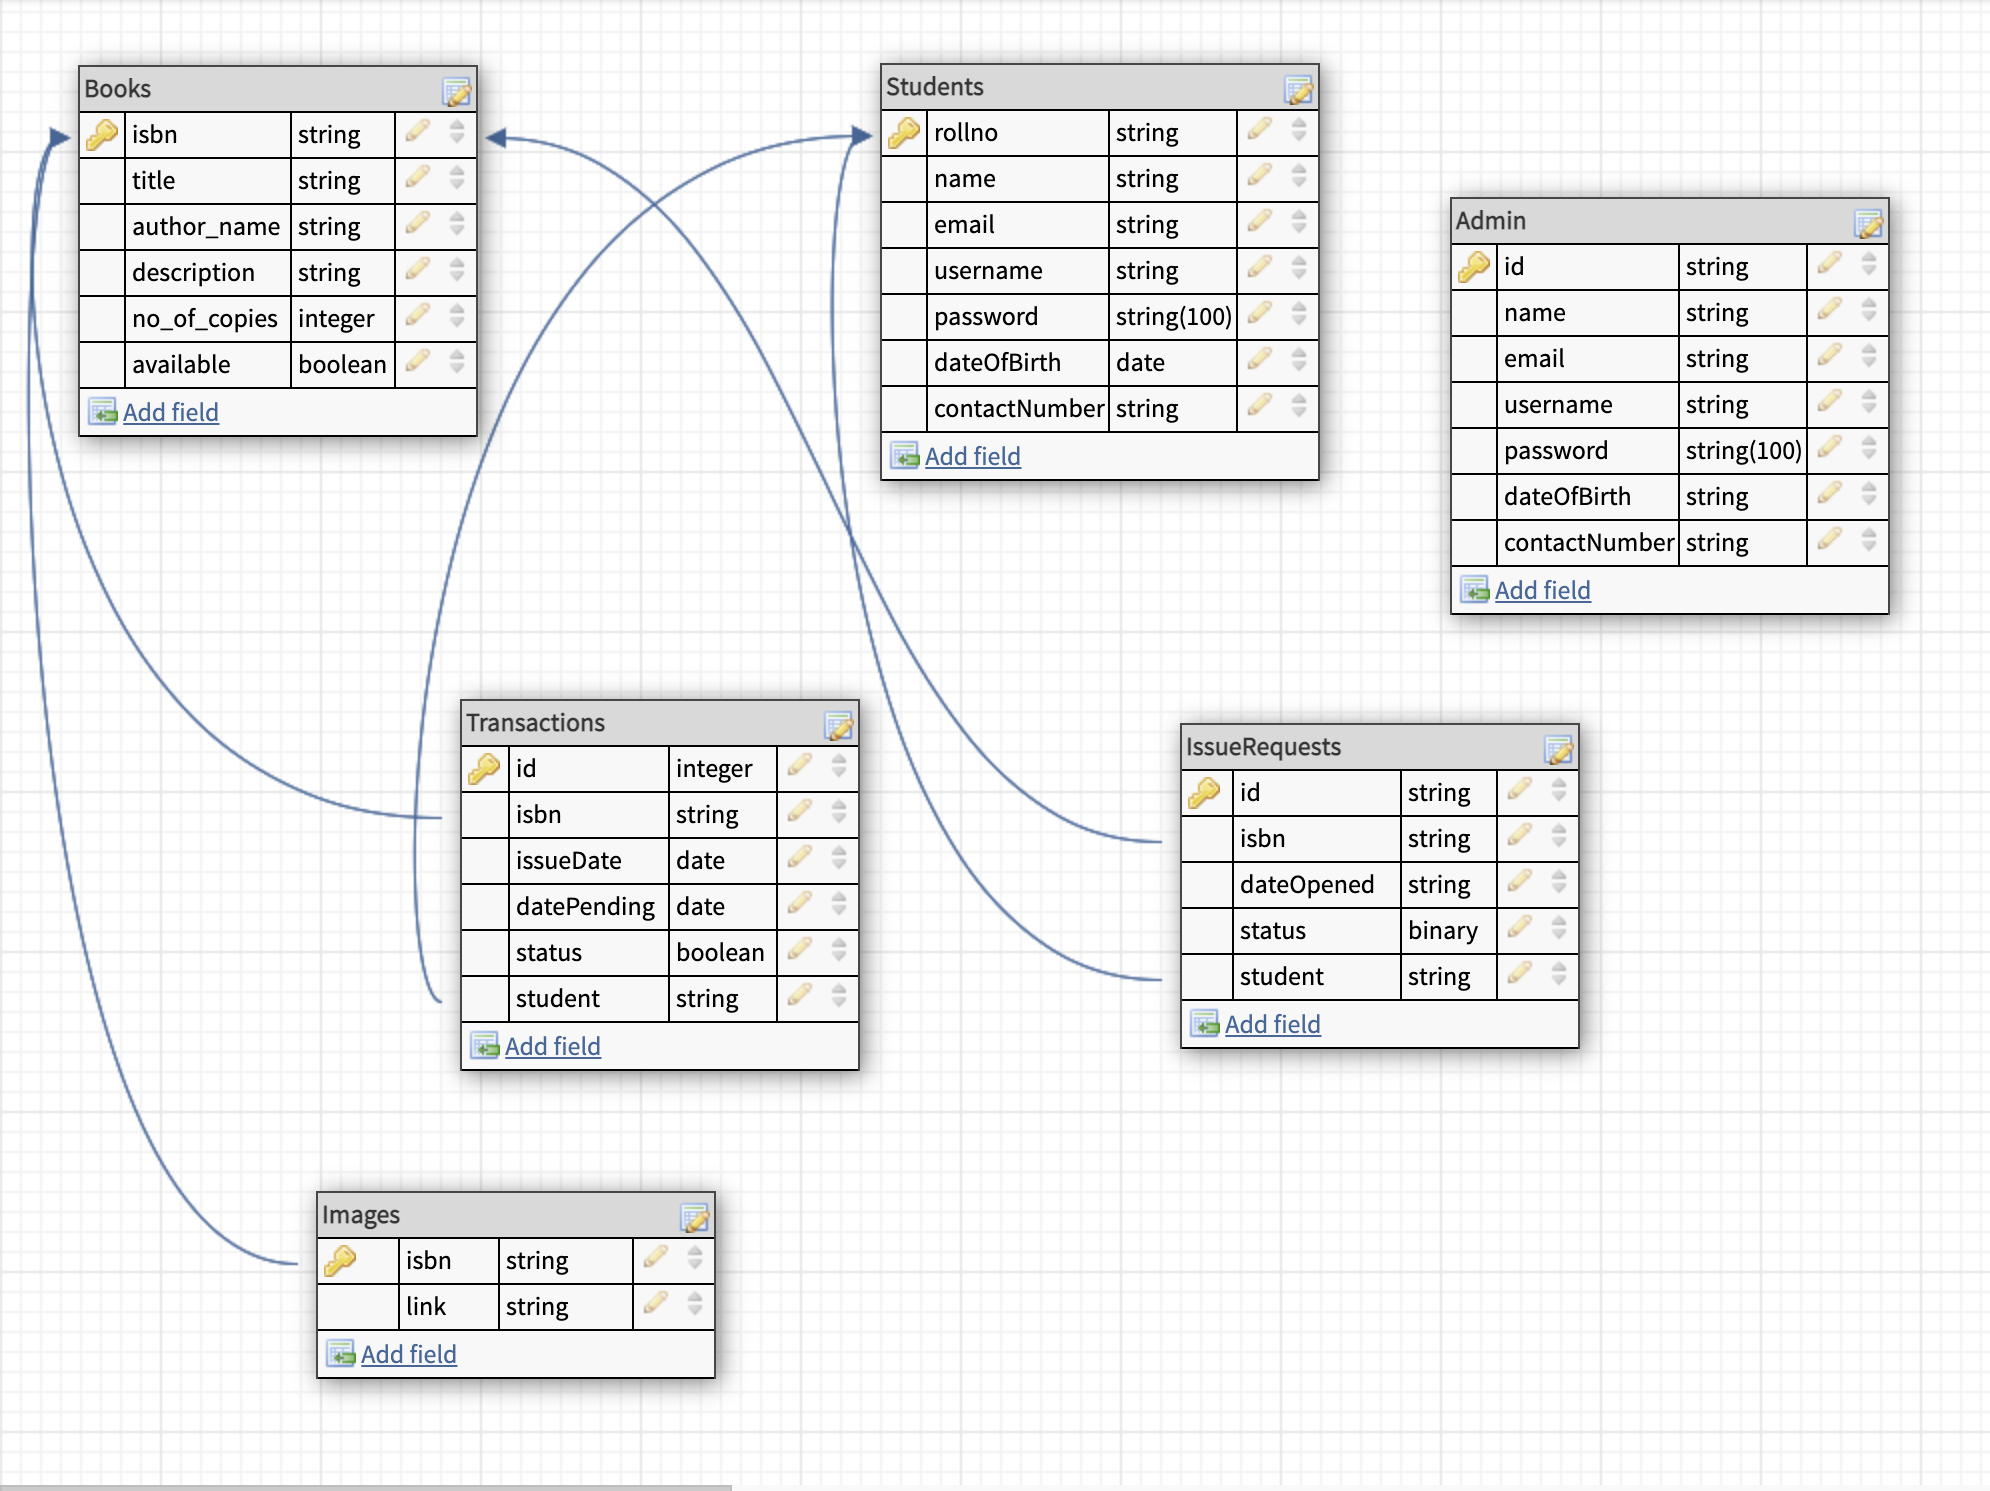 Books
isbn string
title string
author_name string
description string
no_of_copies integer
available boolean
Add field
Students
rollno string
name string
email string
username string
password string(100)
dateOfBirth date
contactNumber string
Add field
Admin
id string
name string
email string
username string
password string(100)
dateOfBirth string
contactNumber string
Add field
Transactions
id integer
isbn string
issueDate date
datePending date
status boolean
student string
Add field
IssueRequests
id string
isbn string
dateOpened string
status binary
student string
Add field
Images
isbn string
link string
Add field